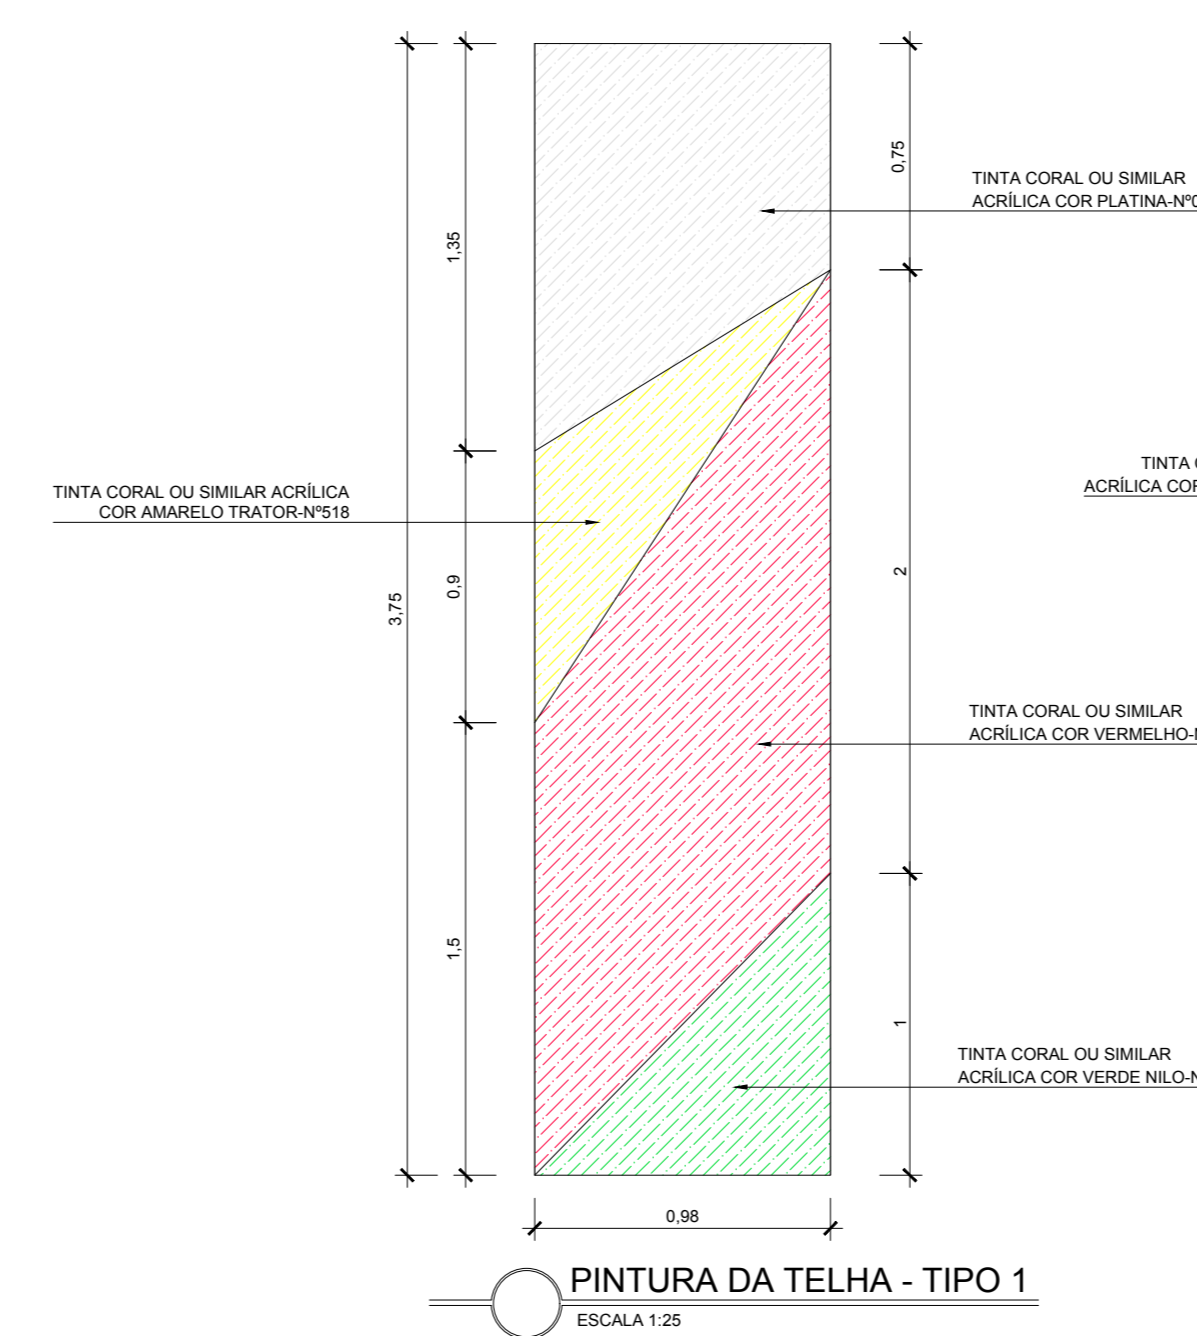 0,75
TINTA CORAL OU SIMILAR
ACRÍLICA COR PLATINA-Nº0
1,35
TINTA
ACRÍLICA COR
TINTA CORAL OU SIMILAR ACRÍLICA
COR AMARELO TRATOR-Nº518
3,75
0,9
2
TINTA CORAL OU SIMILAR
ACRÍLICA COR VERMELHO-
1,5
1
TINTA CORAL OU SIMILAR
ACRÍLICA COR VERDE NILO-
0,98
PINTURA DA TELHA - TIPO 1
ESCALA 1:25